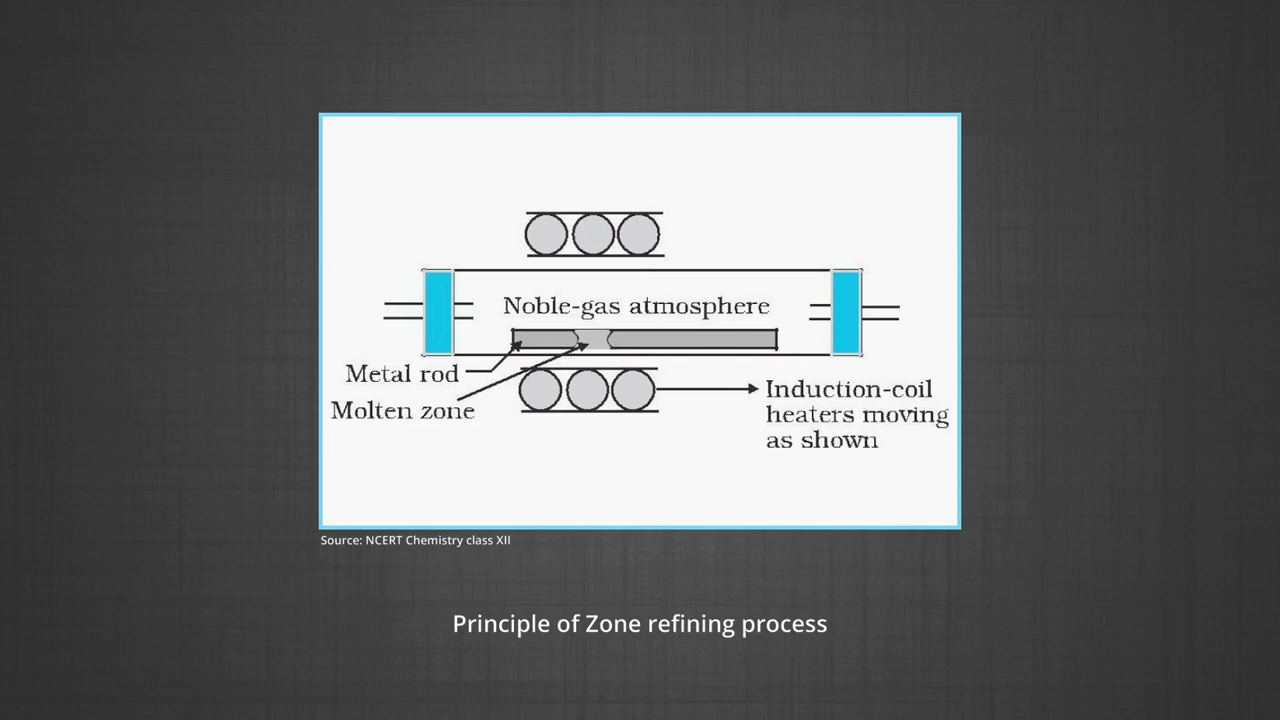 Noble-gas atmosphere
Metal rod
Molten zone
Induction-coil
heaters moving
as shown
Source: NCERT Chemistry class XII
Principle of Zone refining process